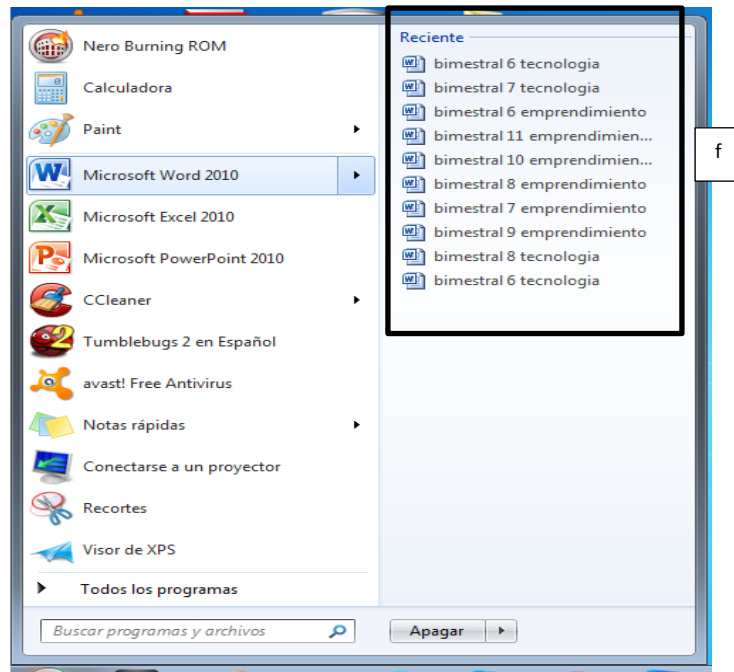 Nero Burning ROM
Calculadora
Paint
Microsoft Word 2010
Microsoft Excel 2010
Microsoft PowerPoint 2010
CCleaner
Tumblebugs 2 en Español
avast! Free Antivirus
Notas rápidas
Conectarse a un proyector
Recortes
Visor de XPS
Todos los programas
Buscar programas y archivos
Reciente
bimestral 6 tecnologia
bimestral 7 tecnologia
bimestral 6 emprendimiento
bimestral 11 emprendimien...
bimestral 10 emprendimien...
bimestral 8 emprendimiento
bimestral 7 emprendimiento
bimestral 9 emprendimiento
bimestral 8 tecnologia
bimestral 6 tecnologia
Apagar
f